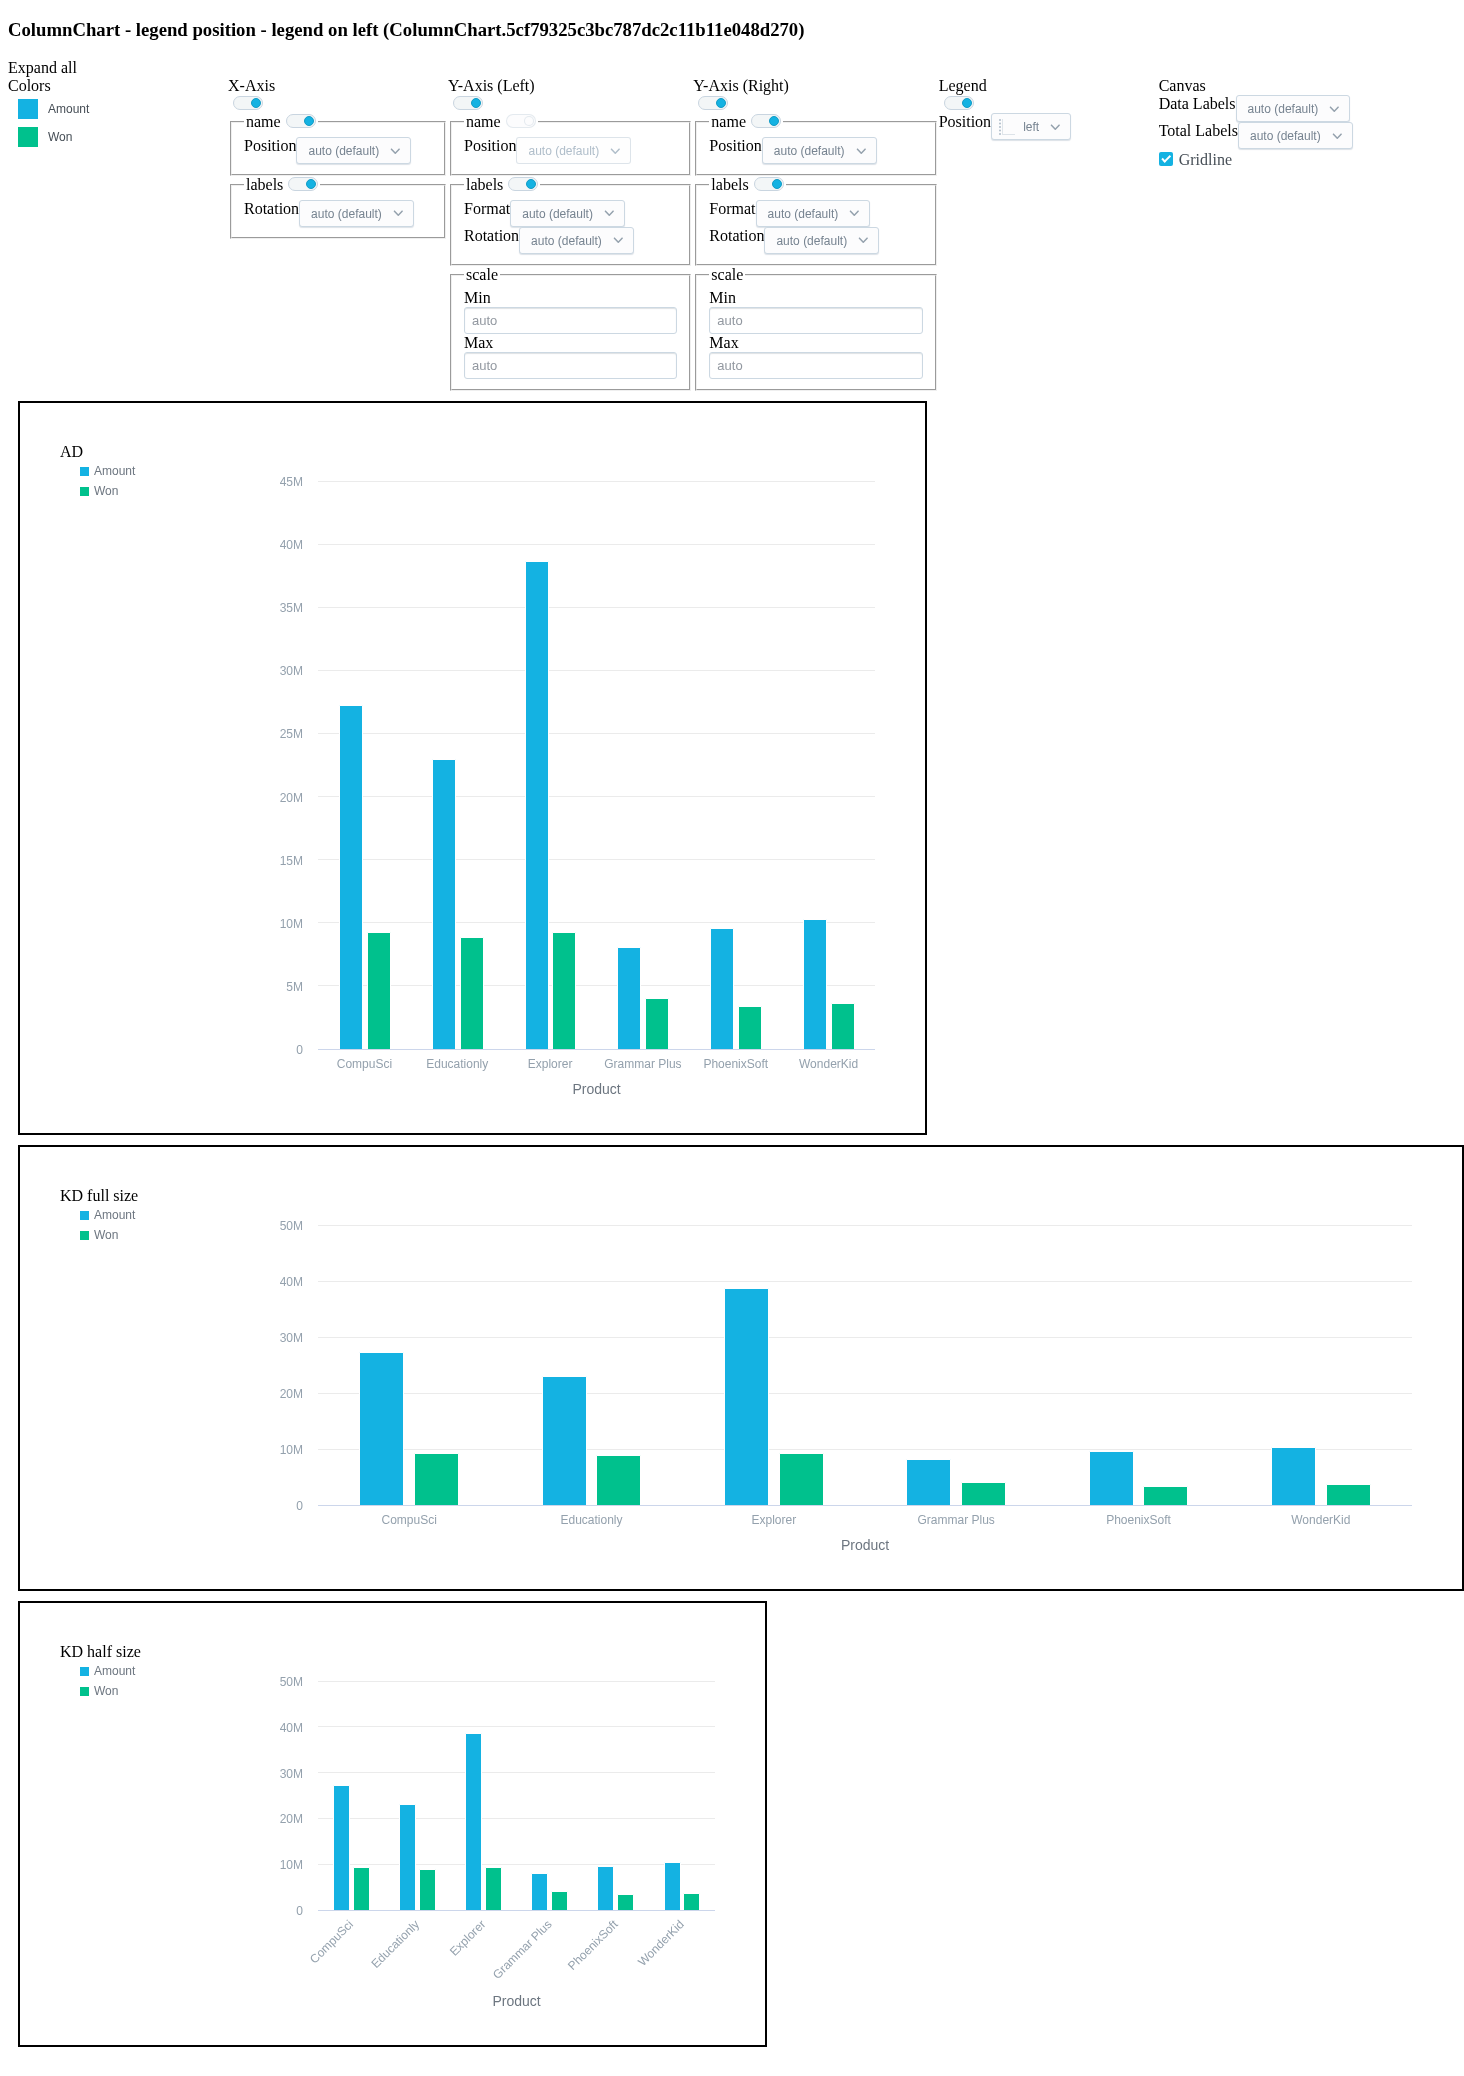 ColumnChart - legend position - legend on left (ColumnChart.5cf79325c3bc787dc2c11b11e048d270)
Expand all
Colors
Amount
Won
X-Axis
name
Position auto (default)
labels
Rotation auto (default)
Y-Axis (Left)
name
Position auto (default)
labels
Format auto (default)
Rotation auto (default)
scale
Min
auto
Max
auto
Y-Axis (Right)
name
Position auto (default)
labels
Format auto (default)
Rotation auto (default)
scale
Min
auto
Max
auto
Legend
Position left
Canvas
Data Labels auto (default)
Total Labels auto (default)
Gridline
AD
Amount
Won
45M
40M
35M
30M
25M
20M
15M
10M
5M
0
CompuSci Educationly Explorer Grammar Plus PhoenixSoft WonderKid
Product
KD full size
Amount
Won
50M
40M
30M
20M
10M
0
CompuSci Educationly Explorer Grammar Plus PhoenixSoft WonderKid
Product
KD half size
Amount
Won
50M
40M
30M
20M
10M
0
CompuSci Educationly Explorer Grammar Plus PhoenixSoft WonderKid
Product